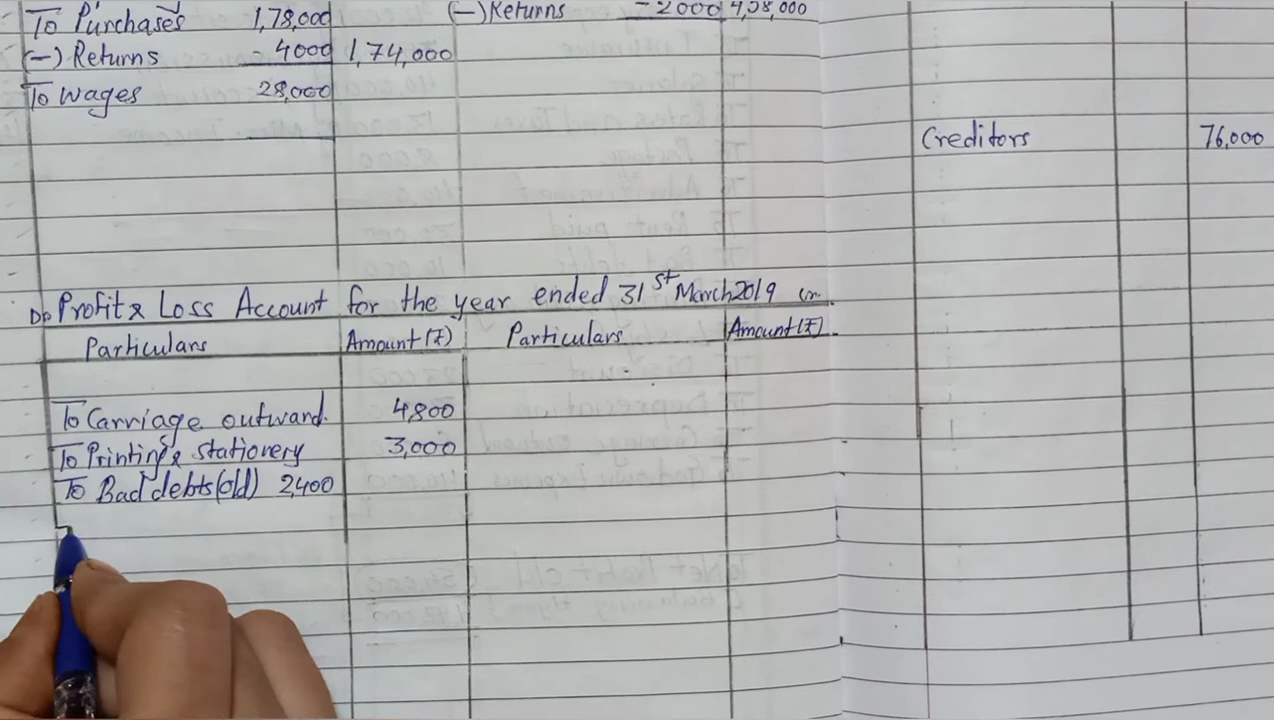 To Purchases 1,78,000 (-) Returns - 2000 4,58,000
(-) Returns - 4000 1,74,000
To Wages 28,000
Creditors 76,000
Dr Profit & Loss Account for the year ended 31st March 2019 Cr.
Particulars Amount (₹) Particulars Amount (₹)
To Carriage outward. 4,800
To Printing & stationery 3,000
To Bad debts (old) 2,400